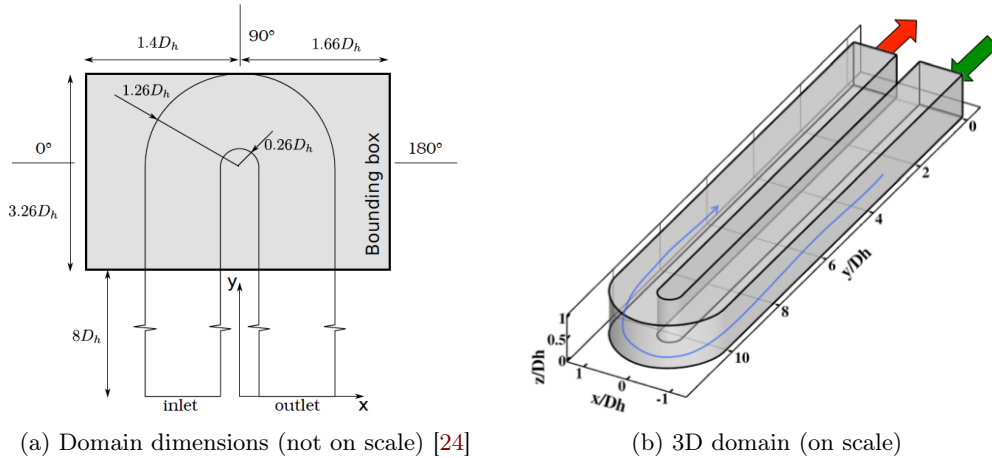 1.4D_h
90°
1.66D_h
1.26D_h
0.26D_h
0°
180°
Bounding box
3.26D_h
y
8D_h
inlet
outlet
x
(a) Domain dimensions (not on scale) [24]
0
2
4
6
8
10
y/Dh
1
0.5
0
z/Dh
1
0
-1
x/Dh
(b) 3D domain (on scale)